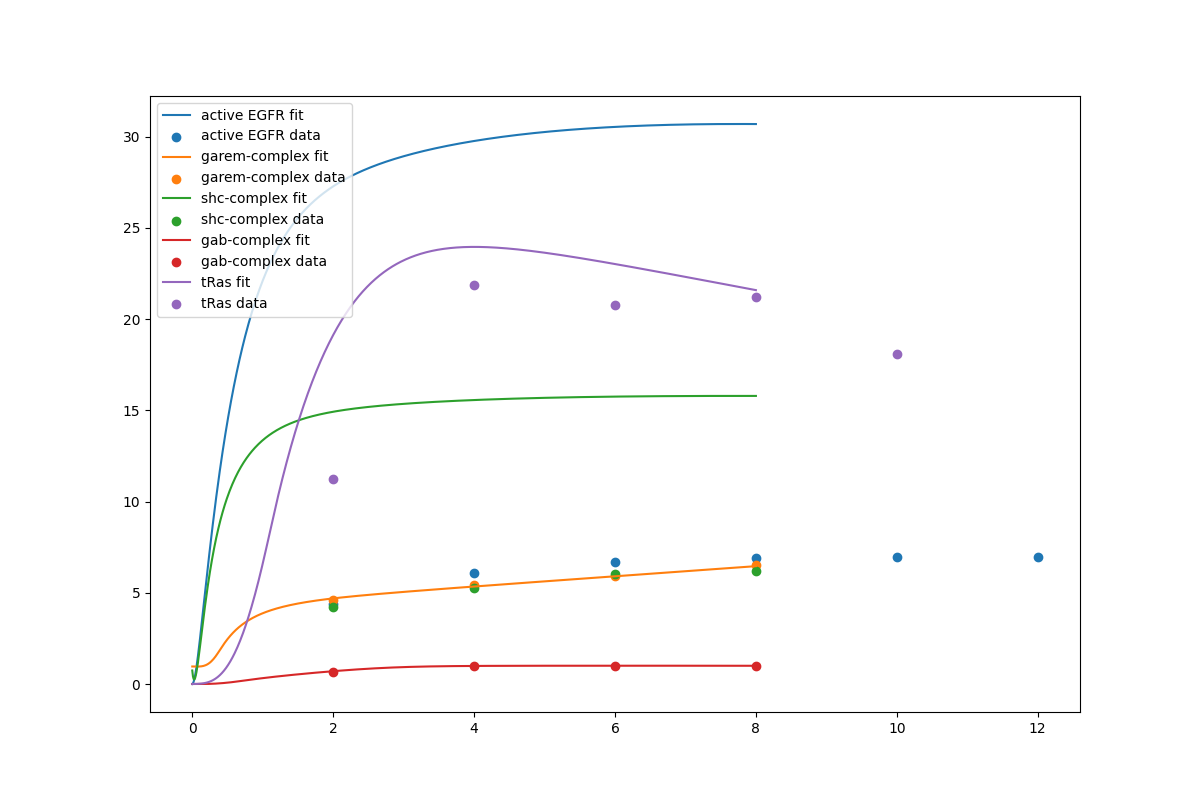 active EGFR fit
active EGFR data
garem-complex fit
garem-complex data
shc-complex fit
shc-complex data
gab-complex fit
gab-complex data
tRas fit
tRas data
30
25
20
15
10
5
0
0 2 4 6 8 10 12